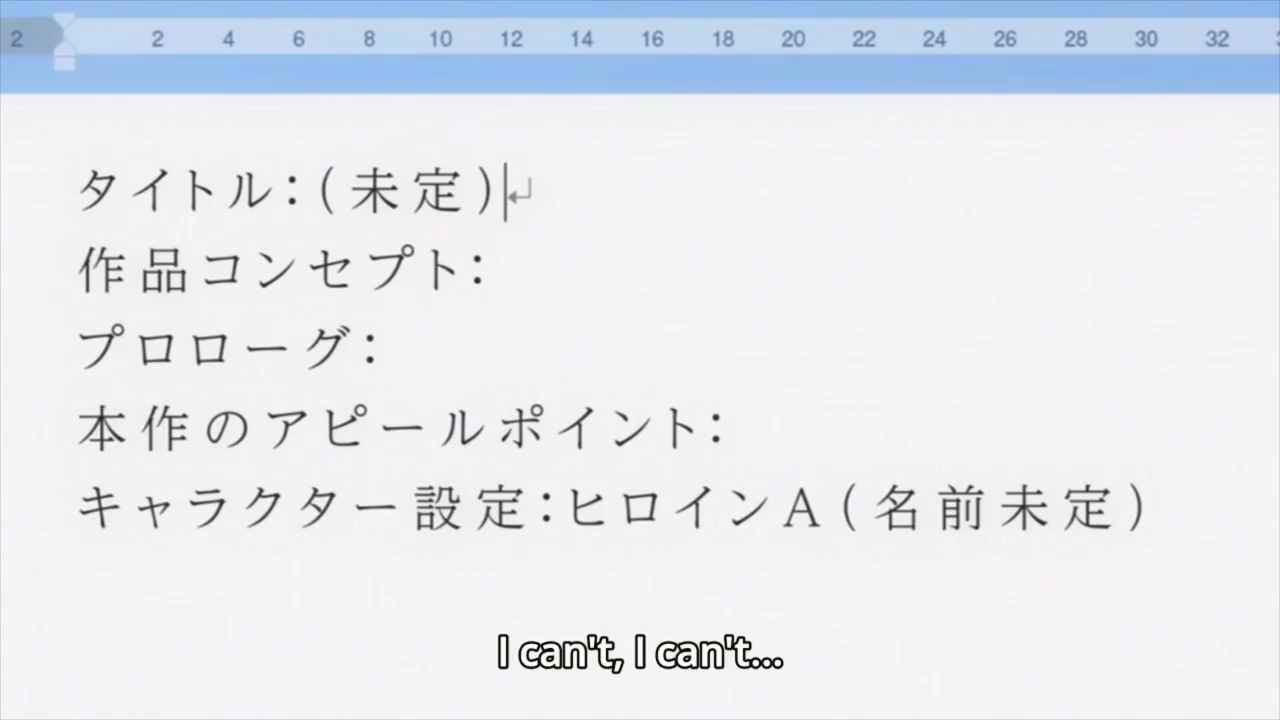 2 2 4 6 8 10 12 14 16 18 20 22 24 26 28 30 32
タイトル：（未定）
作品コンセプト：
プロローグ：
本作のアピールポイント：
キャラクター設定：ヒロインA（名前未定）
I can't, I can't...